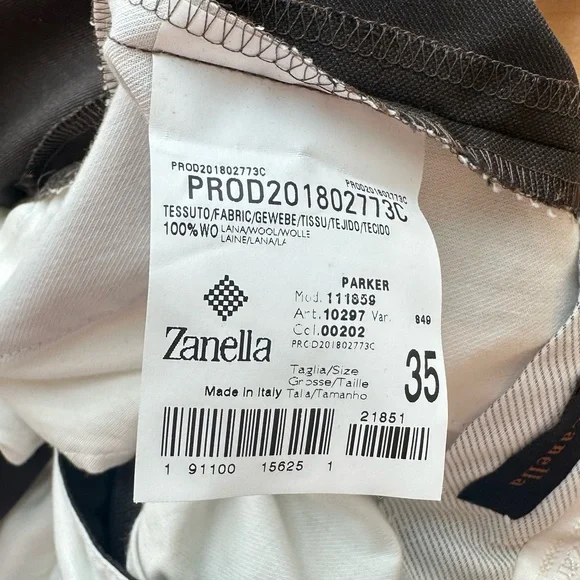 PROD201802773C
PROD201802773C
PROD201802773C
TESSUTO/FABRIC/GEWEBE/TISSU/TEJIDO/TECIDO
100%WO LANA/WOOL/WOLLE
LAINE/LANA/LA
PARKER
Mod. 111859
Art. 10297 Var. 849
Col. 00202
PROD201802773C
Zanella
Taglia/Size
Grosse/Taille
Made in Italy Talla/Tamanho
35
21851
1 91100 15625 1
anella